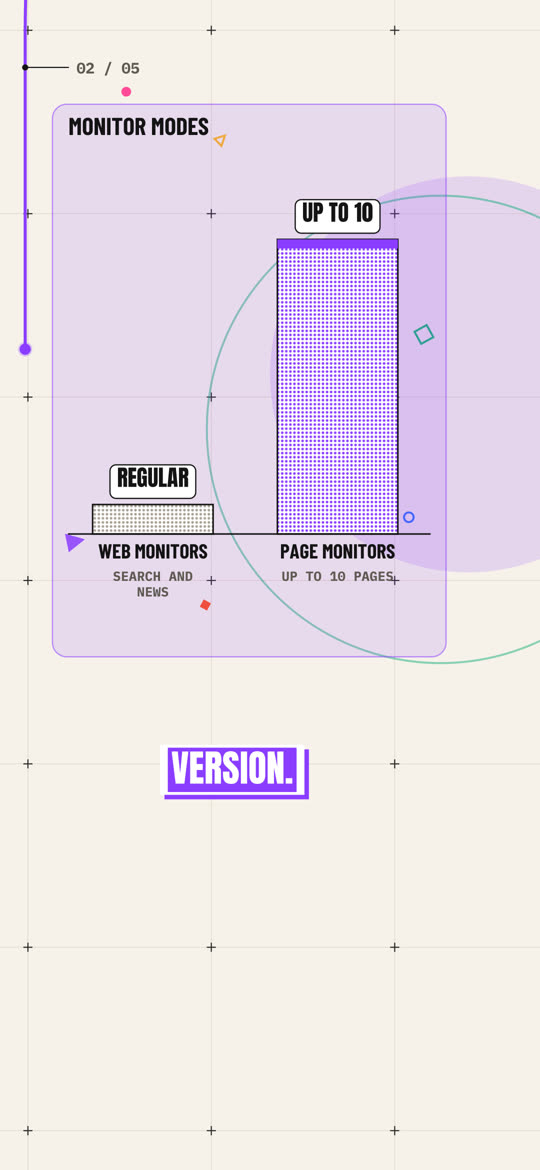 02 / 05
MONITOR MODES
UP TO 10
REGULAR
WEB MONITORS
SEARCH AND
NEWS
PAGE MONITORS
UP TO 10 PAGES
VERSION.